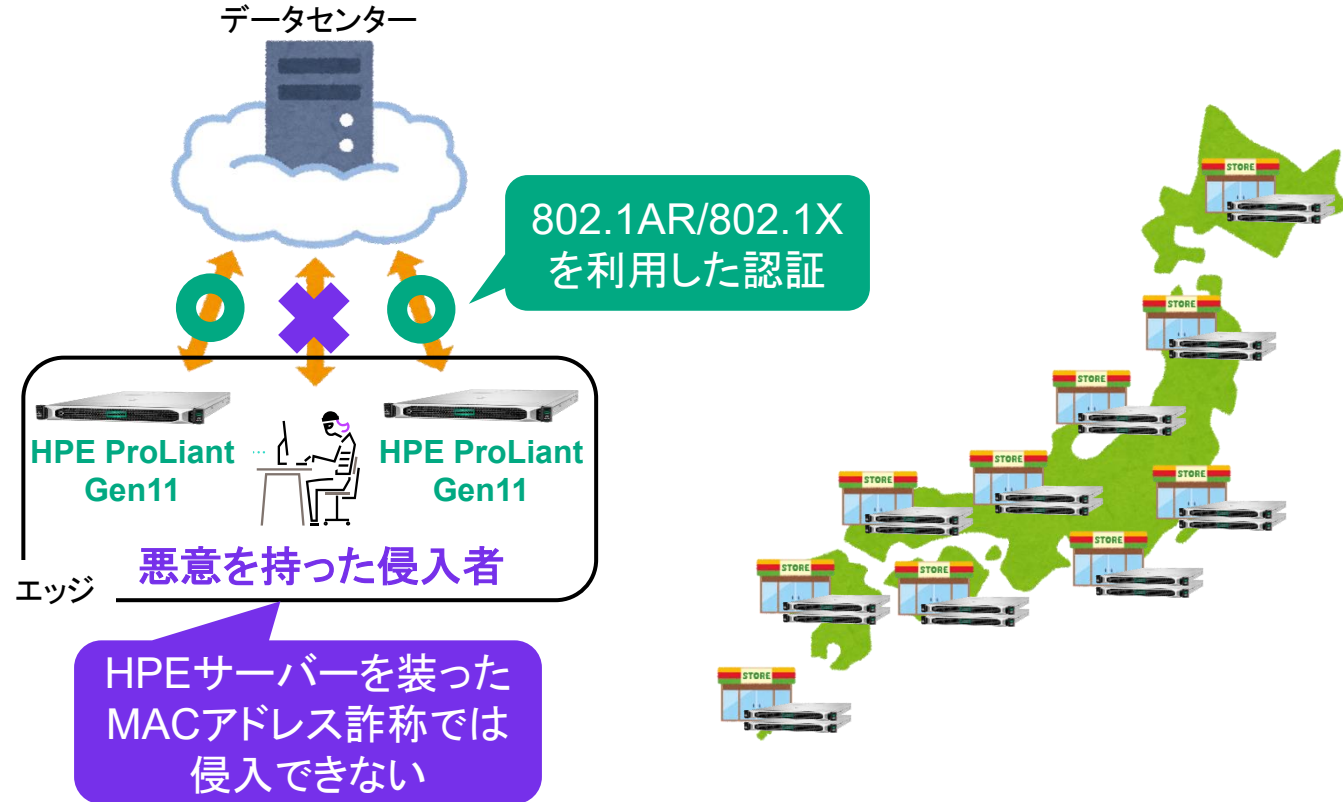 データセンター
802.1AR/802.1X
を利用した認証
HPE ProLiant
Gen11
HPE ProLiant
Gen11
悪意を持った侵入者
エッジ
HPEサーバーを装った
MACアドレス詐称では
侵入できない
STORE
STORE
STORE
STORE
STORE
STORE
STORE
STORE
STORE
STORE